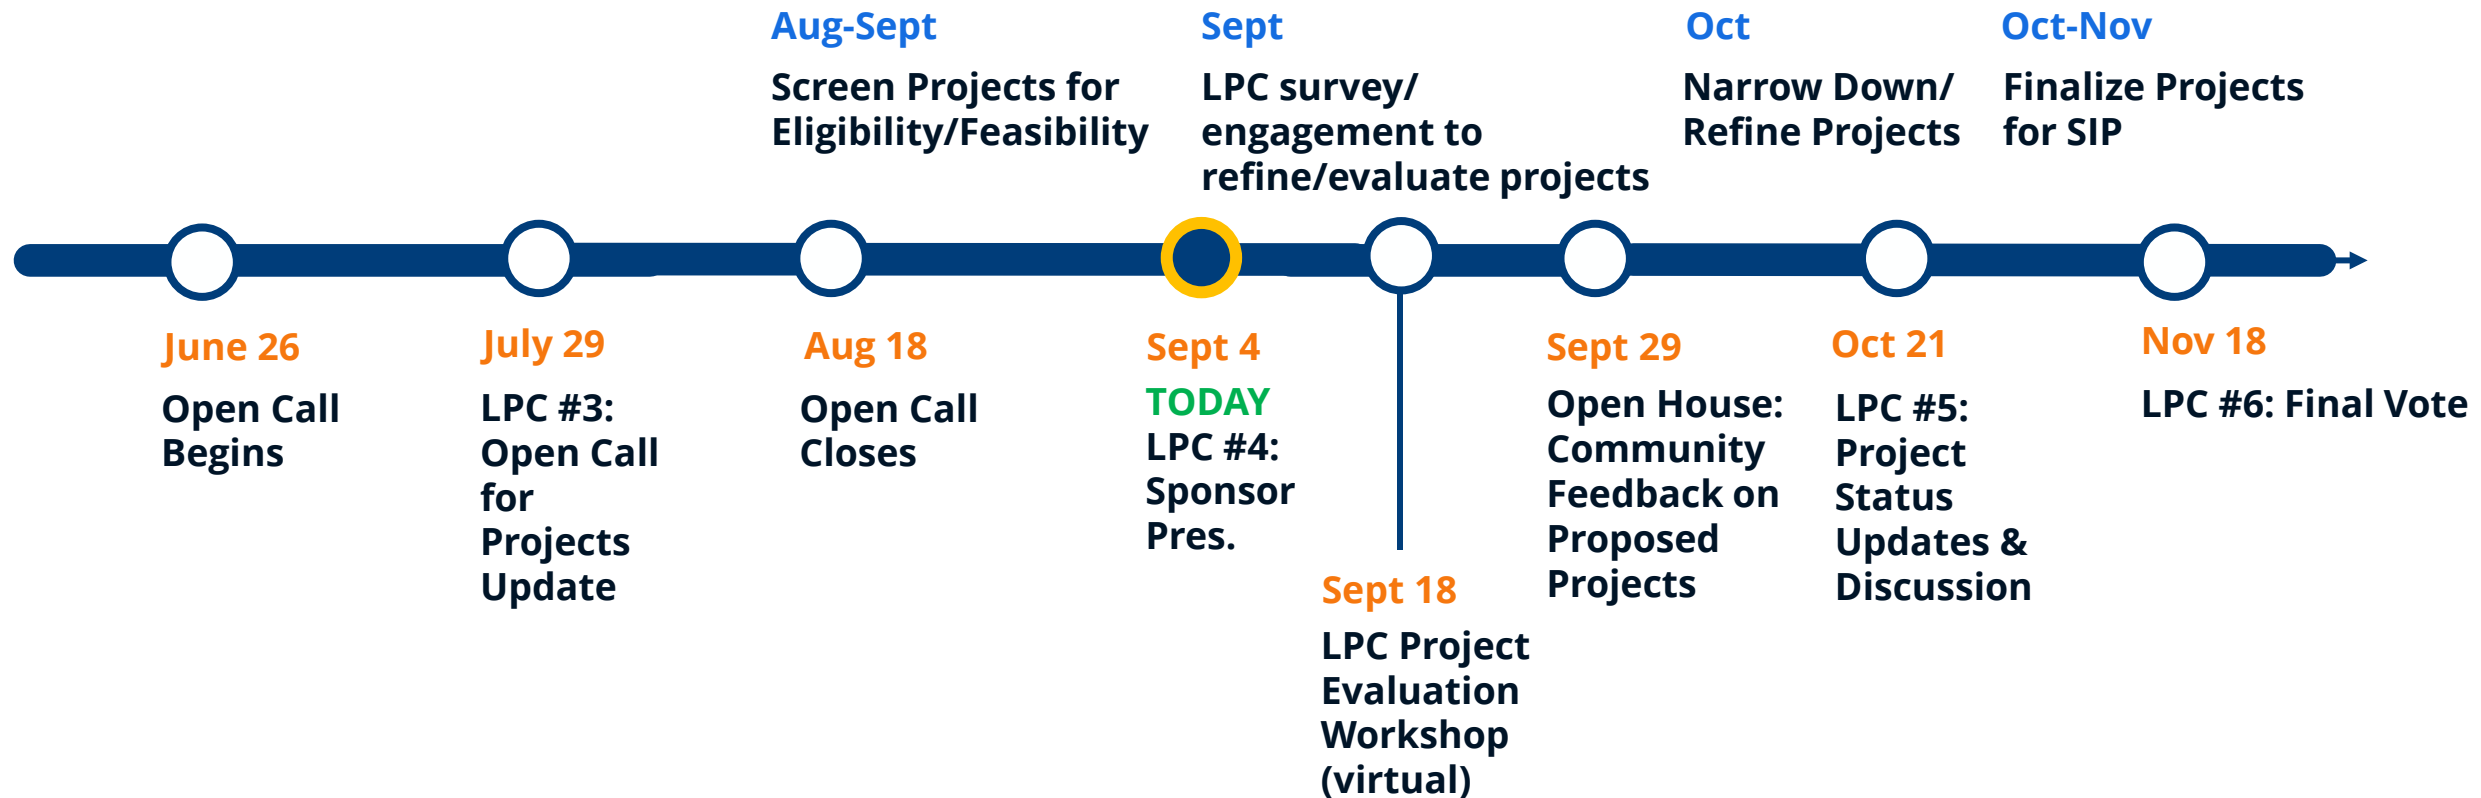 Aug-Sept
Screen Projects for
Eligibility/Feasibility
Sept
LPC survey/
engagement to
refine/evaluate projects
Oct
Narrow Down/
Refine Projects
Oct-Nov
Finalize Projects
for SIP
June 26
Open Call
Begins
July 29
LPC #3:
Open Call
for
Projects
Update
Aug 18
Open Call
Closes
Sept 4
TODAY
LPC #4:
Sponsor
Pres.
Sept 18
LPC Project
Evaluation
Workshop
(virtual)
Sept 29
Open House:
Community
Feedback on
Proposed
Projects
Oct 21
LPC #5:
Project
Status
Updates &
Discussion
Nov 18
LPC #6: Final Vote